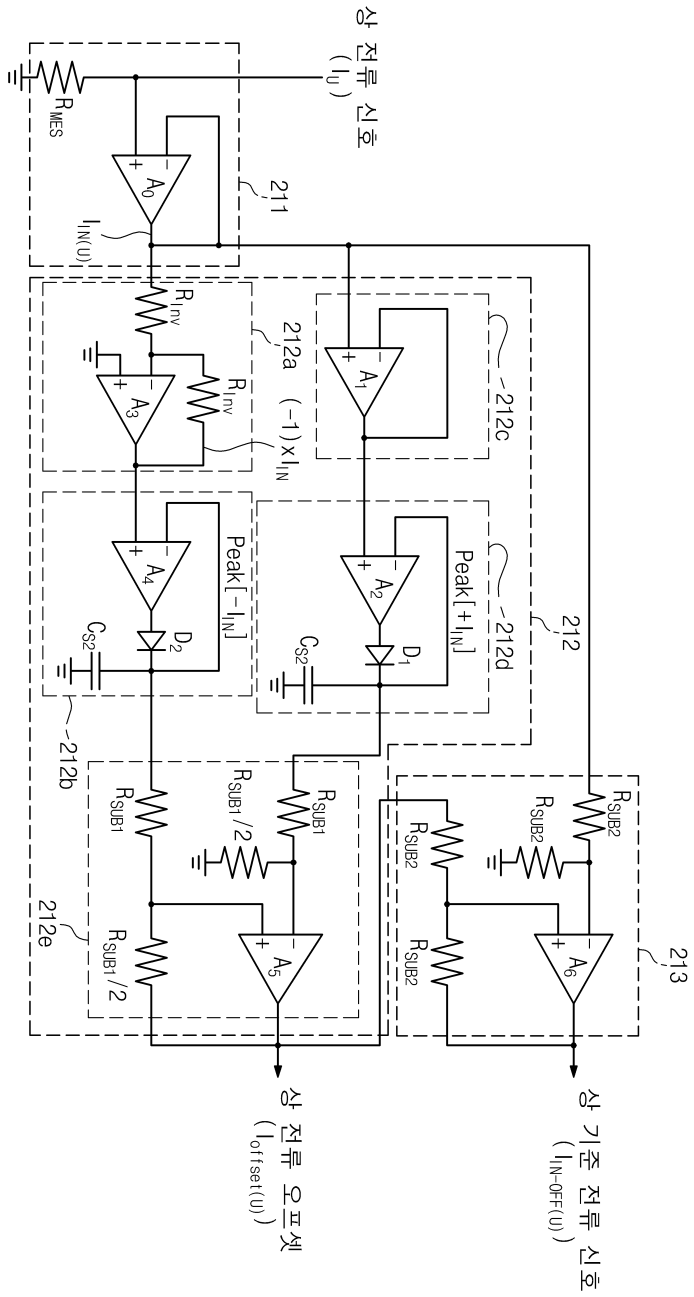 상 전류 신호
(I_U)
R_MES
A_0
211
I_IN(U)
R_Inv
212a
R_Inv
A_3
(-1)xI_IN
A_1
212c
Peak[-I_IN]
A_4
D_2
C_S2
212b
Peak[+I_IN]
A_2
D_1
C_S2
212d
212
R_SUB1
R_SUB1/2
R_SUB1
R_SUB1/2
A_5
212e
R_SUB2
R_SUB2
R_SUB2
R_SUB2
A_6
213
상 전류 오프셋
(I_offset(U))
상 기준 전류 신호
(I_IN-OFF(U))